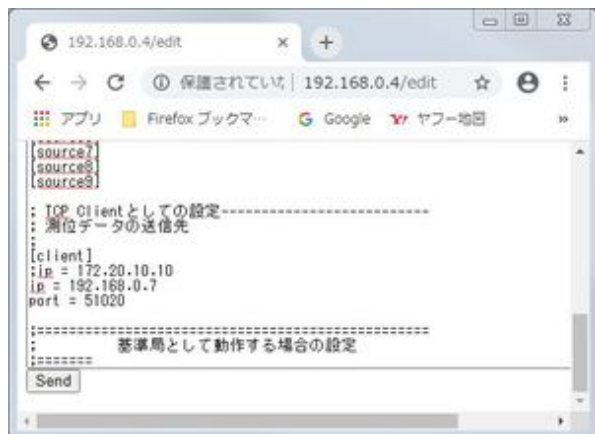 192.168.0.4/edit
保護されていな 192.168.0.4/edit
アプリ Firefox ブックマ… G Google ヤフー地図 »
[source7]
[source8]
[source9]
; TCP Clientとしての設定--------------------------
; 測位データの送信先
;
[client]
;ip = 172.20.10.10
ip = 192.168.0.7
port = 51020
;==================================================
; 基準局として動作する場合の設定
;=======
Send